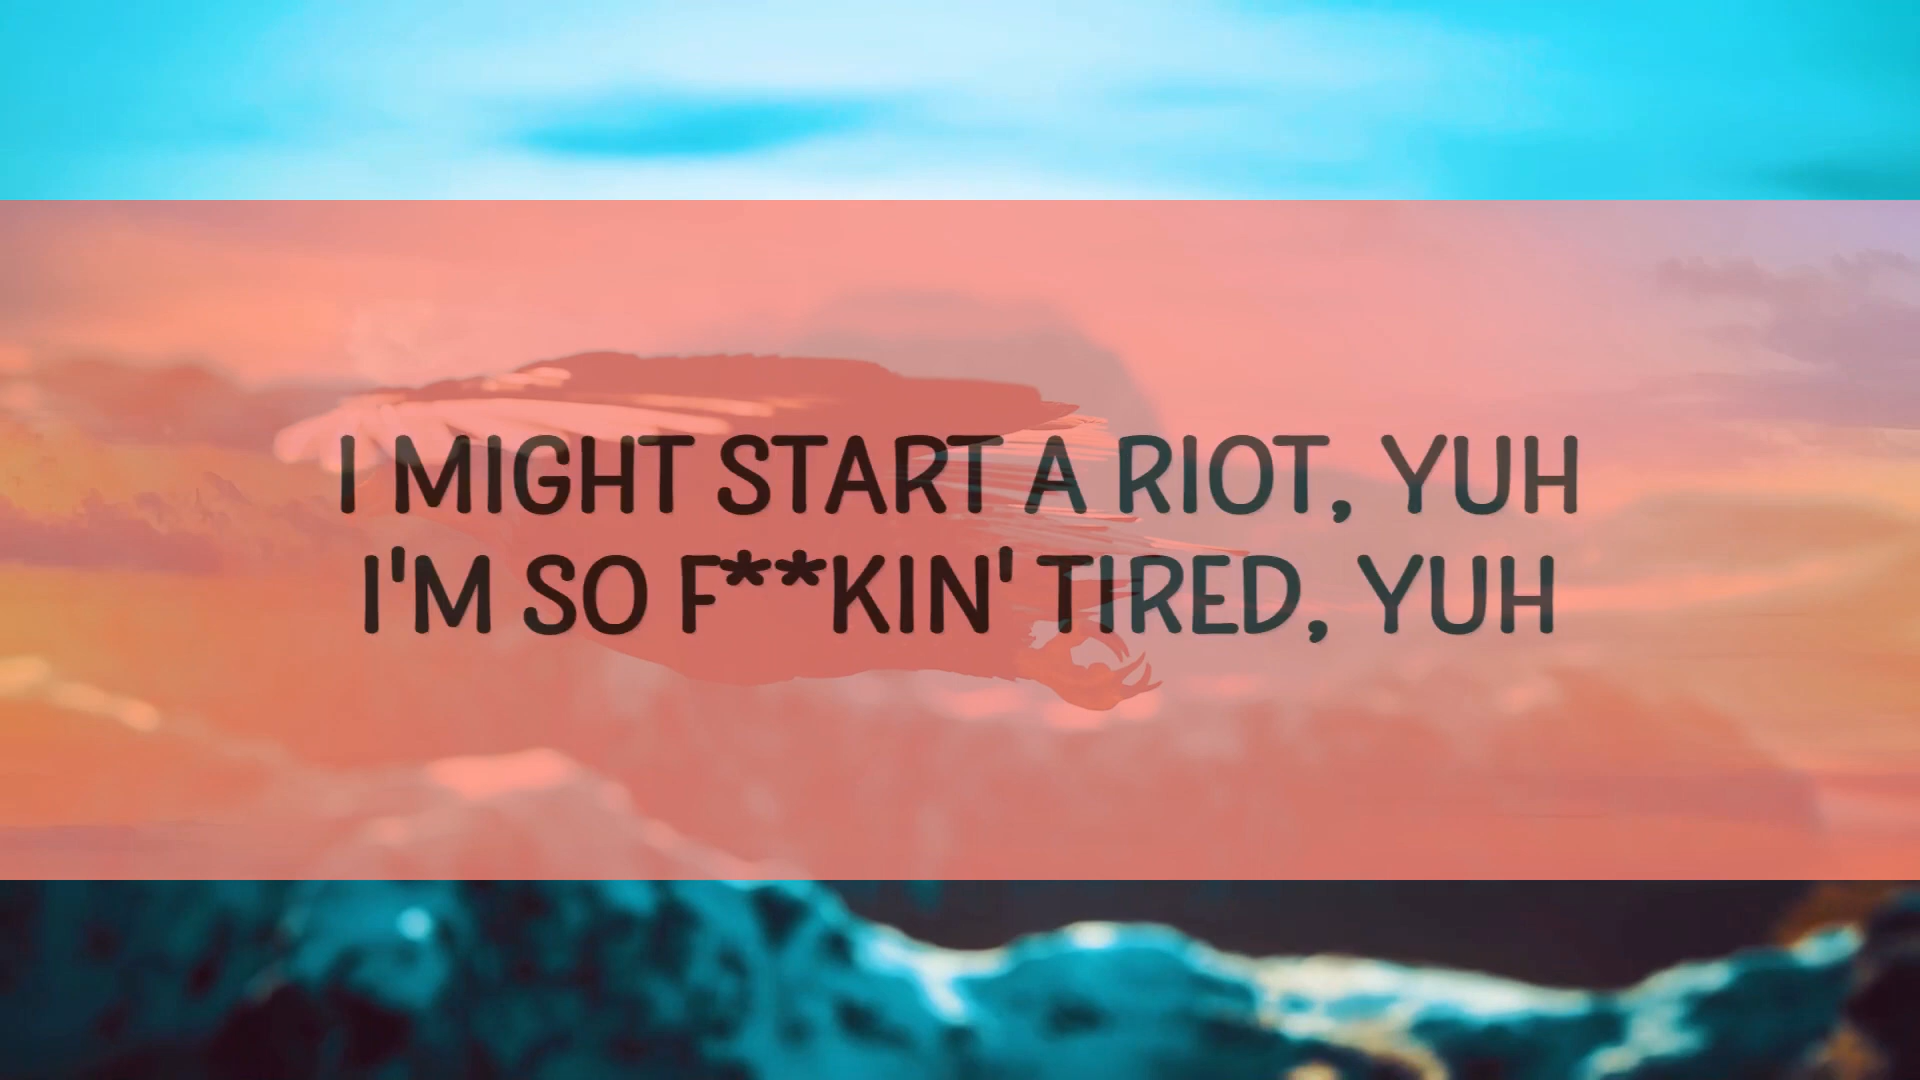 I MIGHT START A RIOT, YUH
I'M SO F**KIN' TIRED, YUH